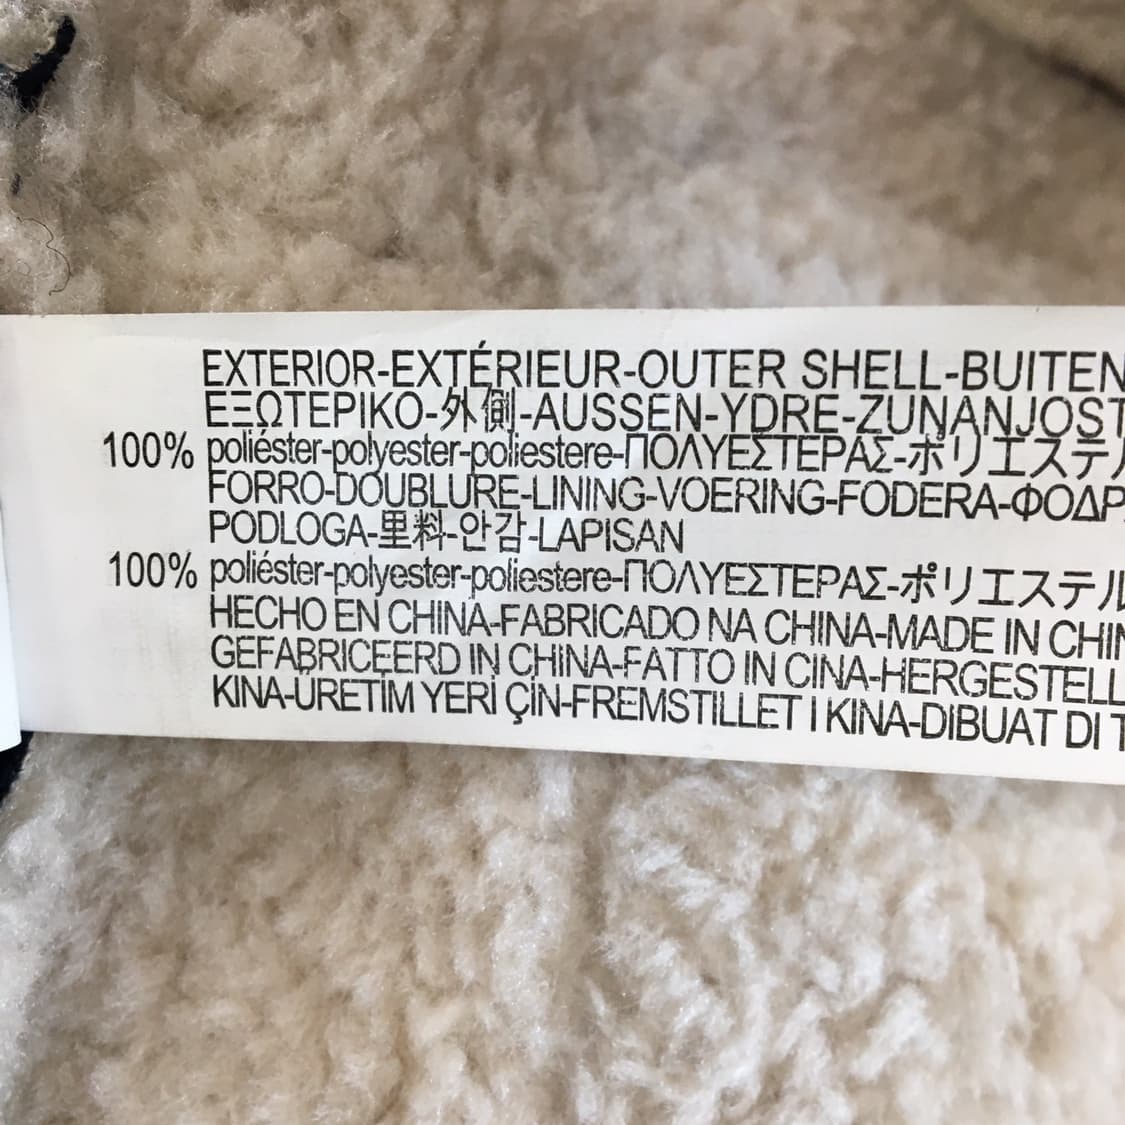 EXTERIOR-EXTÉRIEUR-OUTER SHELL-BUITEN
ΕΞΩΤΕΡΙΚΟ-外側-AUSSEN-YDRE-ZUNANJOST
100% poliéster-polyester-poliestere-ΠΟΛΥΕΣΤΕΡΑΣ-ポリエステル
FORRO-DOUBLURE-LINING-VOERING-FODERA-ΦΟΔΡ
PODLOGA-里料-안감-LAPISAN
100% poliéster-polyester-poliestere-ΠΟΛΥΕΣΤΕΡΑΣ-ポリエステル
HECHO EN CHINA-FABRICADO NA CHINA-MADE IN CHIN
GEFABRICEERD IN CHINA-FATTO IN CINA-HERGESTELL
KINA-ÜRETİM YERİ ÇİN-FREMSTILLET I KINA-DIBUAT DI T